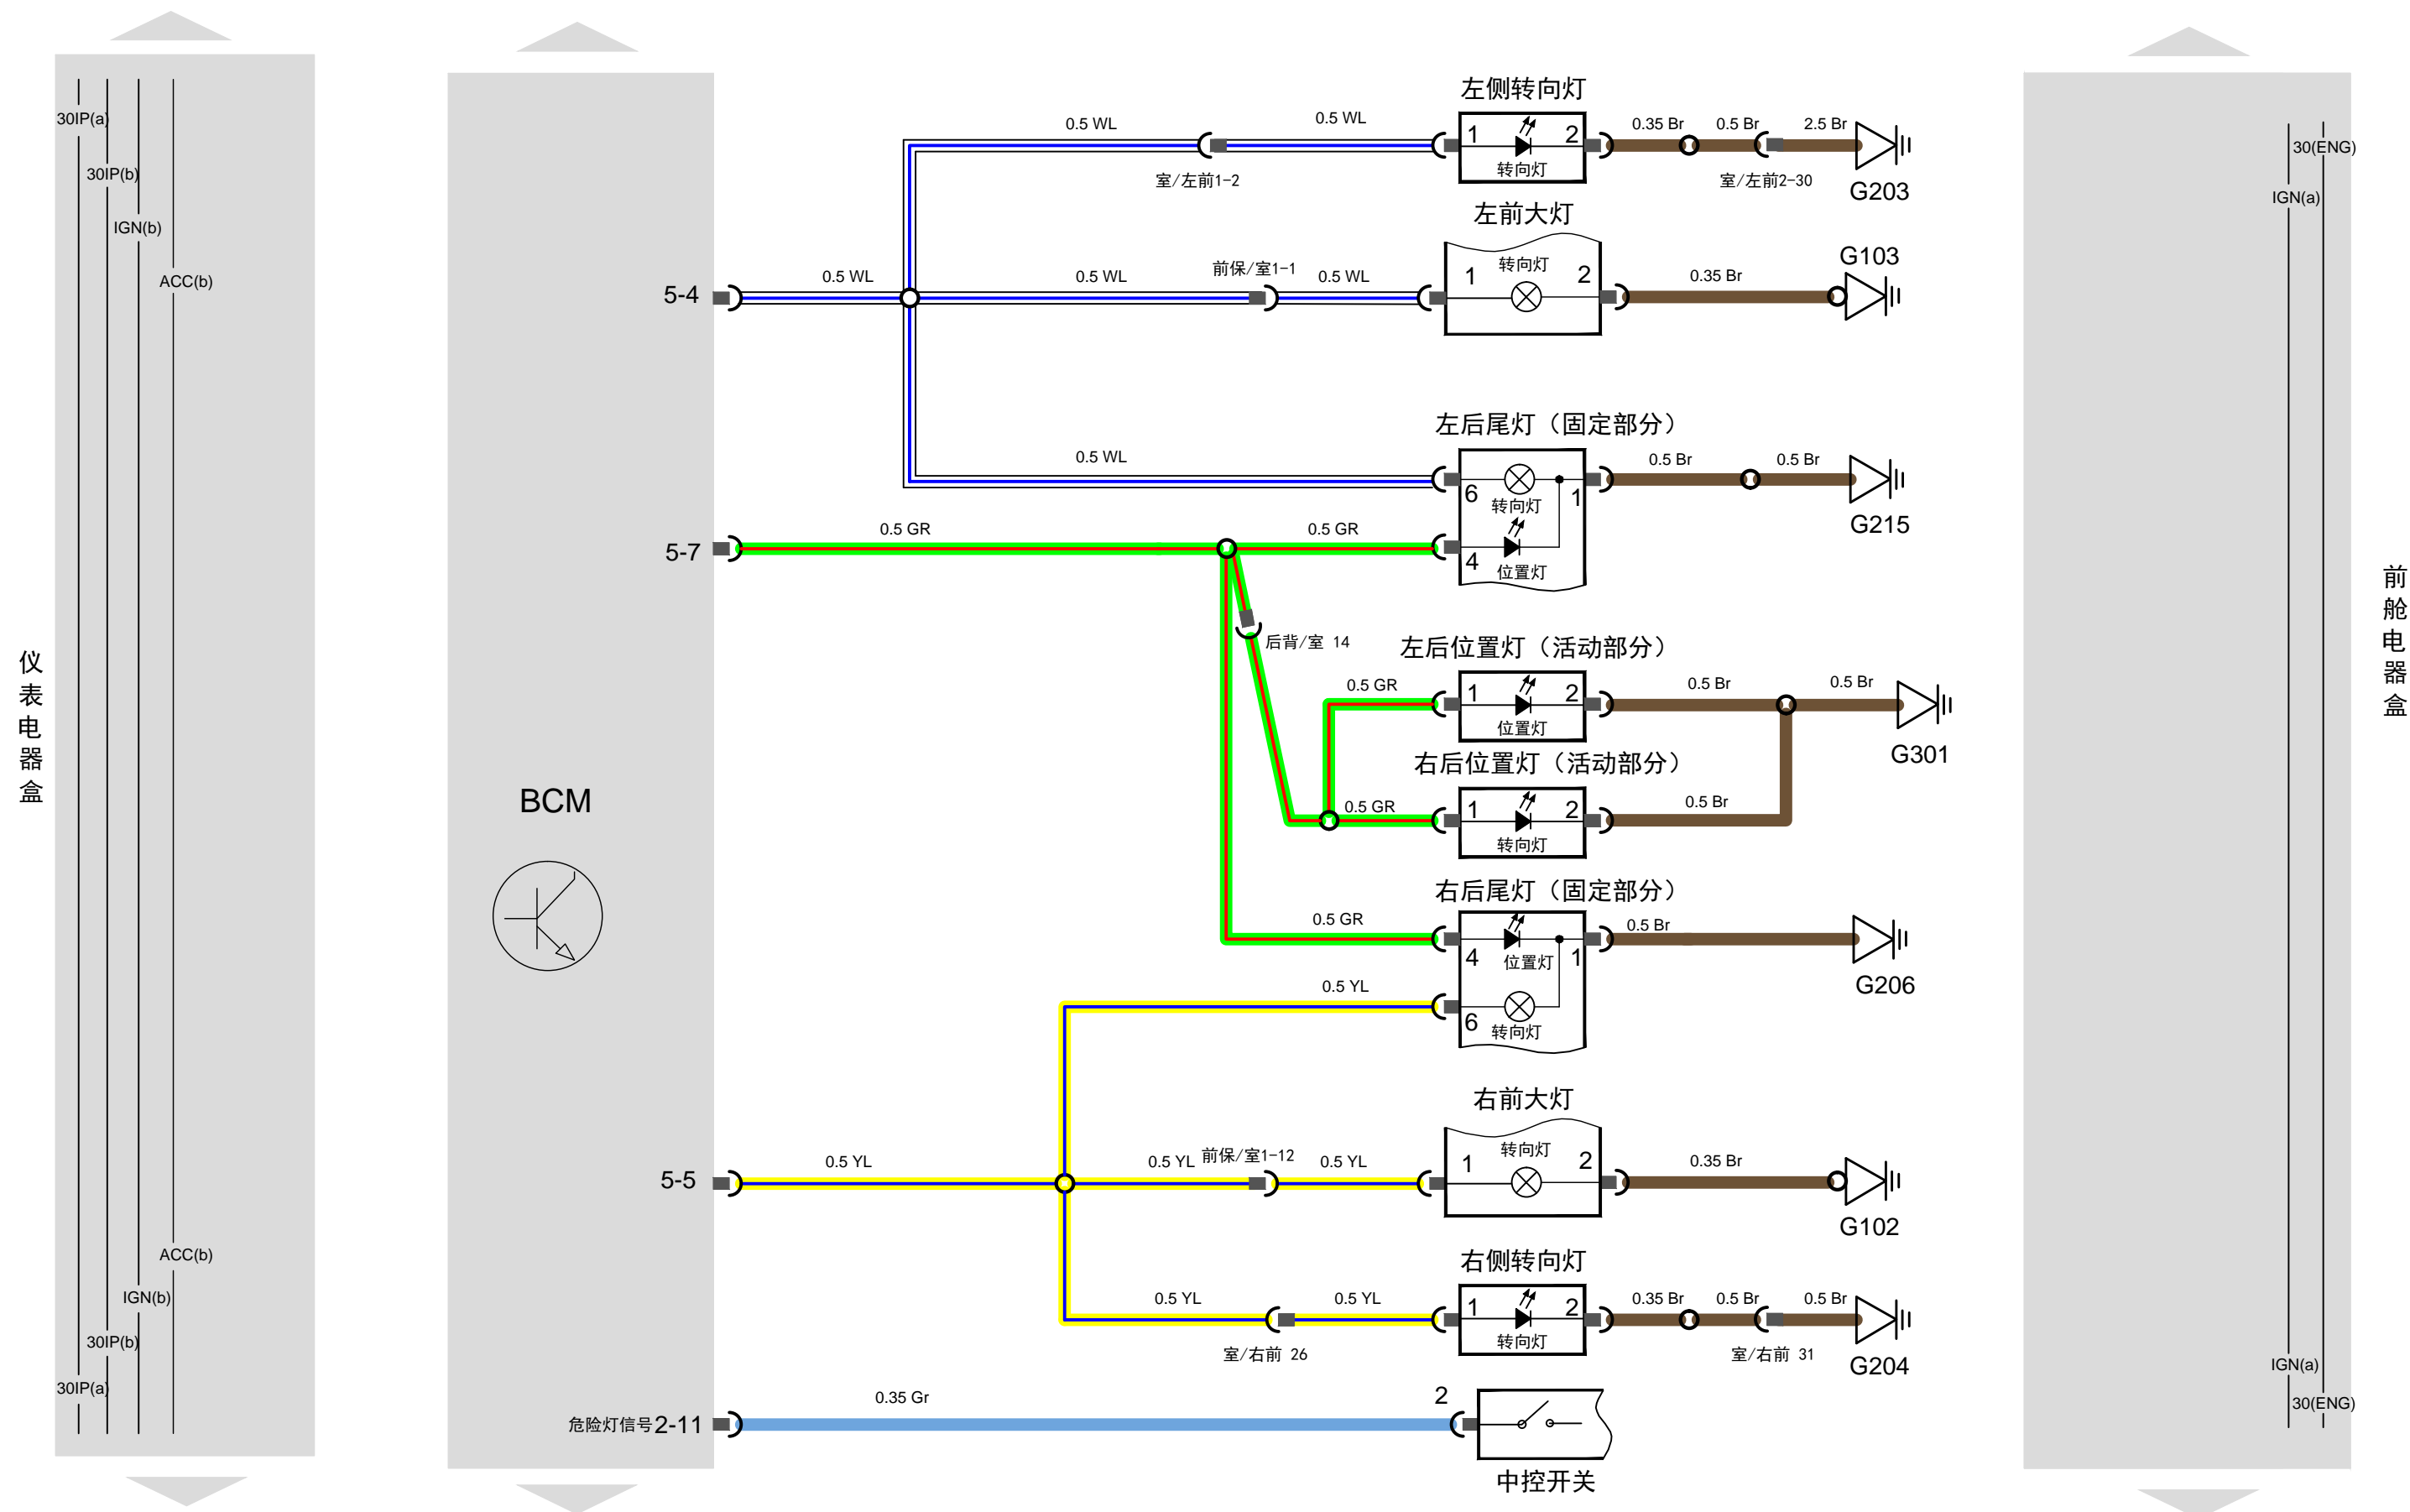 30IP(a)
30IP(b)
IGN(b)
ACC(b)
仪表电器盒
ACC(b)
IGN(b)
30IP(b)
30IP(a)
BCM
5-4
5-7
5-5
危险灯信号2-11
左侧转向灯
0.5 WL
0.5 WL
1
2
转向灯
0.35 Br
0.5 Br
2.5 Br
室/左前1-2
室/左前2-30
G203
左前大灯
0.5 WL
0.5 WL
前保/室1-1
0.5 WL
1
转向灯
2
0.35 Br
G103
左后尾灯（固定部分）
0.5 WL
6
转向灯
1
0.5 Br
0.5 Br
G215
0.5 GR
0.5 GR
4
位置灯
后背/室 14
左后位置灯（活动部分）
0.5 GR
1
2
位置灯
0.5 Br
0.5 Br
G301
右后位置灯（活动部分）
0.5 GR
1
2
转向灯
0.5 Br
右后尾灯（固定部分）
0.5 GR
4
位置灯
1
0.5 Br
G206
0.5 YL
6
转向灯
右前大灯
0.5 YL
0.5 YL
前保/室1-12
0.5 YL
1
转向灯
2
0.35 Br
G102
右侧转向灯
0.5 YL
0.5 YL
1
2
转向灯
0.35 Br
0.5 Br
0.5 Br
室/右前 26
室/右前 31
G204
0.35 Gr
2
中控开关
30(ENG)
IGN(a)
前舱电器盒
IGN(a)
30(ENG)